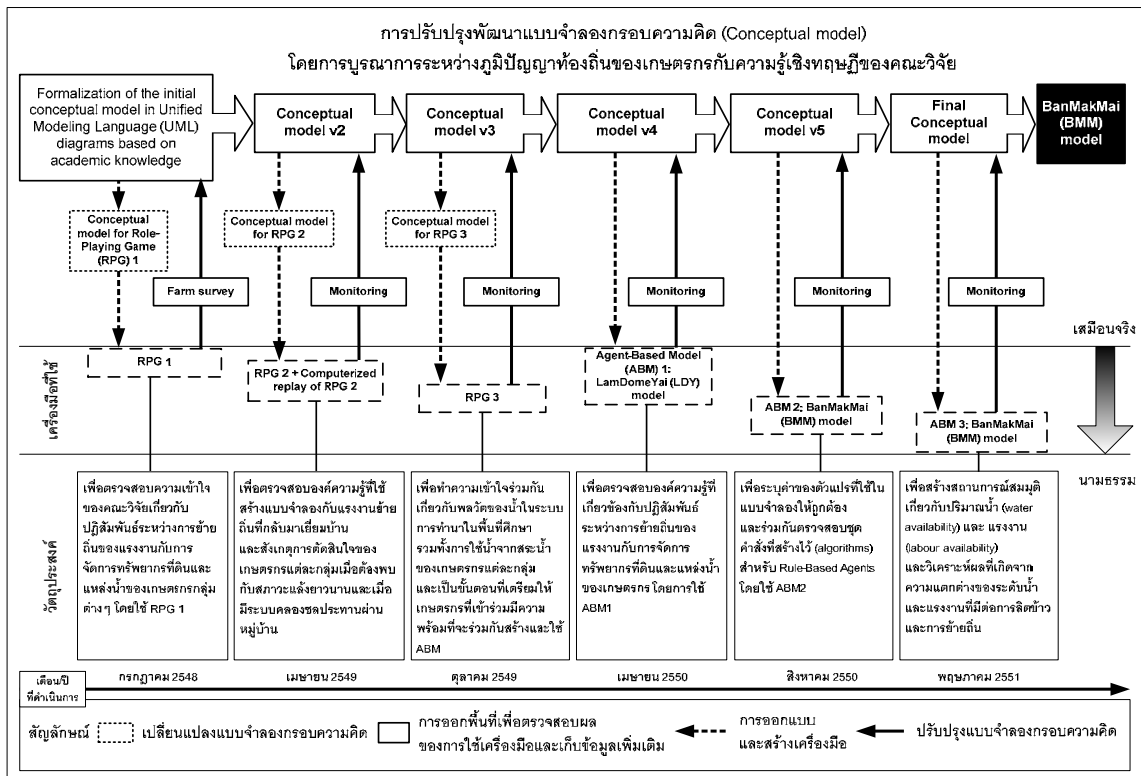 การปรับปรุงพัฒนาแบบจำลองกรอบความคิด (Conceptual model)
โดยการบูรณาการระหว่างภูมิปัญญาท้องถิ่นของเกษตรกรกับความรู้เชิงทฤษฎีของคณะวิจัย
Formalization of the initial
conceptual model in Unified
Modeling Language (UML)
diagrams based on
academic knowledge
Conceptual
model v2
Conceptual
model v3
Conceptual
model v4
Conceptual
model v5
Final
Conceptual
model
BanMakMai
(BMM)
model
Conceptual
model for Role-
Playing Game
(RPG) 1
Conceptual model
for RPG 2
Conceptual model
for RPG 3
Farm survey
Monitoring
Monitoring
Monitoring
Monitoring
Monitoring
เสมือนจริง
เครื่องมือที่ใช้
RPG 1
RPG 2 + Computerized
replay of RPG 2
RPG 3
Agent-Based Model
(ABM) 1:
LamDomeYai (LDY)
model
ABM 2; BanMakMai
(BMM) model
ABM 3; BanMakMai
(BMM) model
นามธรรม
วัตถุประสงค์
เพื่อตรวจสอบความเข้าใจ
ของคณะวิจัยเกี่ยวกับ
ปฏิสัมพันธ์ระหว่างการย้าย
ถิ่นของแรงงานกับการ
จัดการทรัพยากรที่ดินและ
แหล่งน้ำของเกษตรกรกลุ่ม
ต่างๆ โดยใช้ RPG 1
เพื่อตรวจสอบองค์ความรู้ที่ใช้
สร้างแบบจำลองกับแรงงานย้าย
ถิ่นที่กลับมาเยี่ยมบ้าน
และสังเกตุการตัดสินใจของ
เกษตรกรแต่ละกลุ่มเมื่อต้องพบ
กับสภาวะแล้งยาวนานและเมื่อ
มีระบบคลองชลประทานผ่าน
หมู่บ้าน
เพื่อทำความเข้าใจร่วมกัน
เกี่ยวกับพลวัตของน้ำในระบบ
การทำนาในพื้นที่ศึกษา
รวมทั้งการใช้น้ำจากสระน้ำ
ของเกษตรกรแต่ละกลุ่ม
และเป็นขั้นตอนที่เตรียมให้
เกษตรกรที่เข้าร่วมมีความ
พร้อมที่จะร่วมกันสร้างและใช้
ABM
เพื่อตรวจสอบองค์ความรู้ที่
เกี่ยวข้องกับปฏิสัมพันธ์
ระหว่างการย้ายถิ่นของ
แรงงานกับการจัดการ
ทรัพยากรที่ดินและแหล่งน้ำ
ของเกษตรกร โดยการใช้
ABM1
เพื่อระบุค่าของตัวแปรที่ใช้ใน
แบบจำลองให้ถูกต้อง
และร่วมกันตรวจสอบชุด
คำสั่งที่สร้างไว้ (algorithms)
สำหรับ Rule-Based Agents
โดยใช้ ABM2
เพื่อสร้างสถานการณ์สมมุติ
เกี่ยวกับปริมาณน้ำ (water
availability) และ แรงงาน
(labour availability)
และวิเคราะห์ผลที่เกิดจาก
ความแตกต่างของระดับน้ำ
และแรงงานที่มีต่อการผลิตข้าว
และการย้ายถิ่น
เดือน/ปี
ที่ดำเนินการ
กรกฎาคม 2548
เมษายน 2549
ตุลาคม 2549
เมษายน 2550
สิงหาคม 2550
พฤษภาคม 2551
สัญลักษณ์
เปลี่ยนแปลงแบบจำลองกรอบความคิด
การออกพื้นที่เพื่อตรวจสอบผล
ของการใช้เครื่องมือและเก็บข้อมูลเพิ่มเติม
การออกแบบ
และสร้างเครื่องมือ
ปรับปรุงแบบจำลองกรอบความคิด